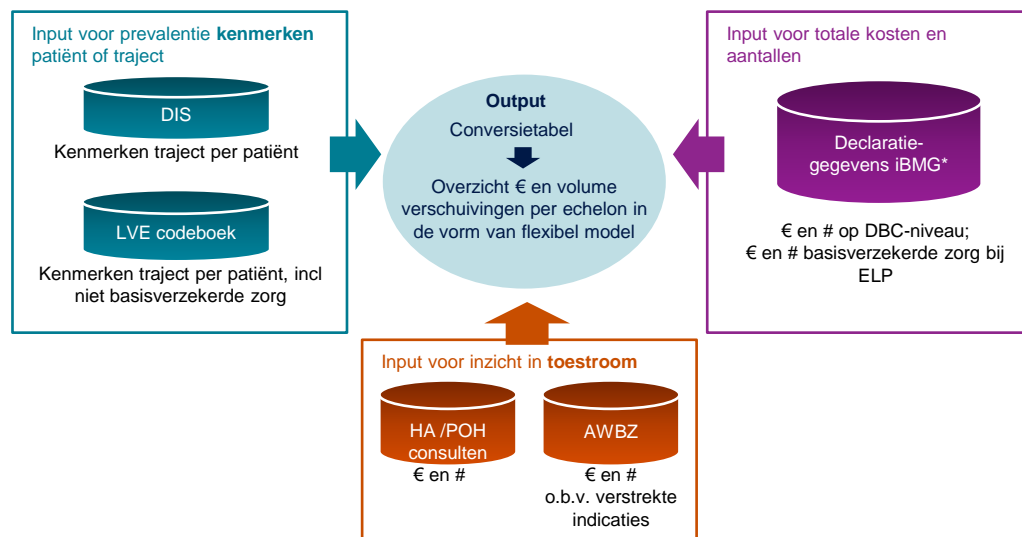 Input voor prevalentie kenmerken
patiënt of traject
DIS
Kenmerken traject per patiënt
LVE codeboek
Kenmerken traject per patiënt, incl
niet basisverzekerde zorg
Output
Conversietabel
Overzicht € en volume
verschuivingen per echelon in
de vorm van flexibel model
Input voor totale kosten en
aantallen
Declaratie-
gegevens iBMG*
€ en # op DBC-niveau;
€ en # basisverzekerde zorg bij
ELP
Input voor inzicht in toestroom
HA /POH
consulten
€ en #
AWBZ
€ en #
o.b.v. verstrekte
indicaties